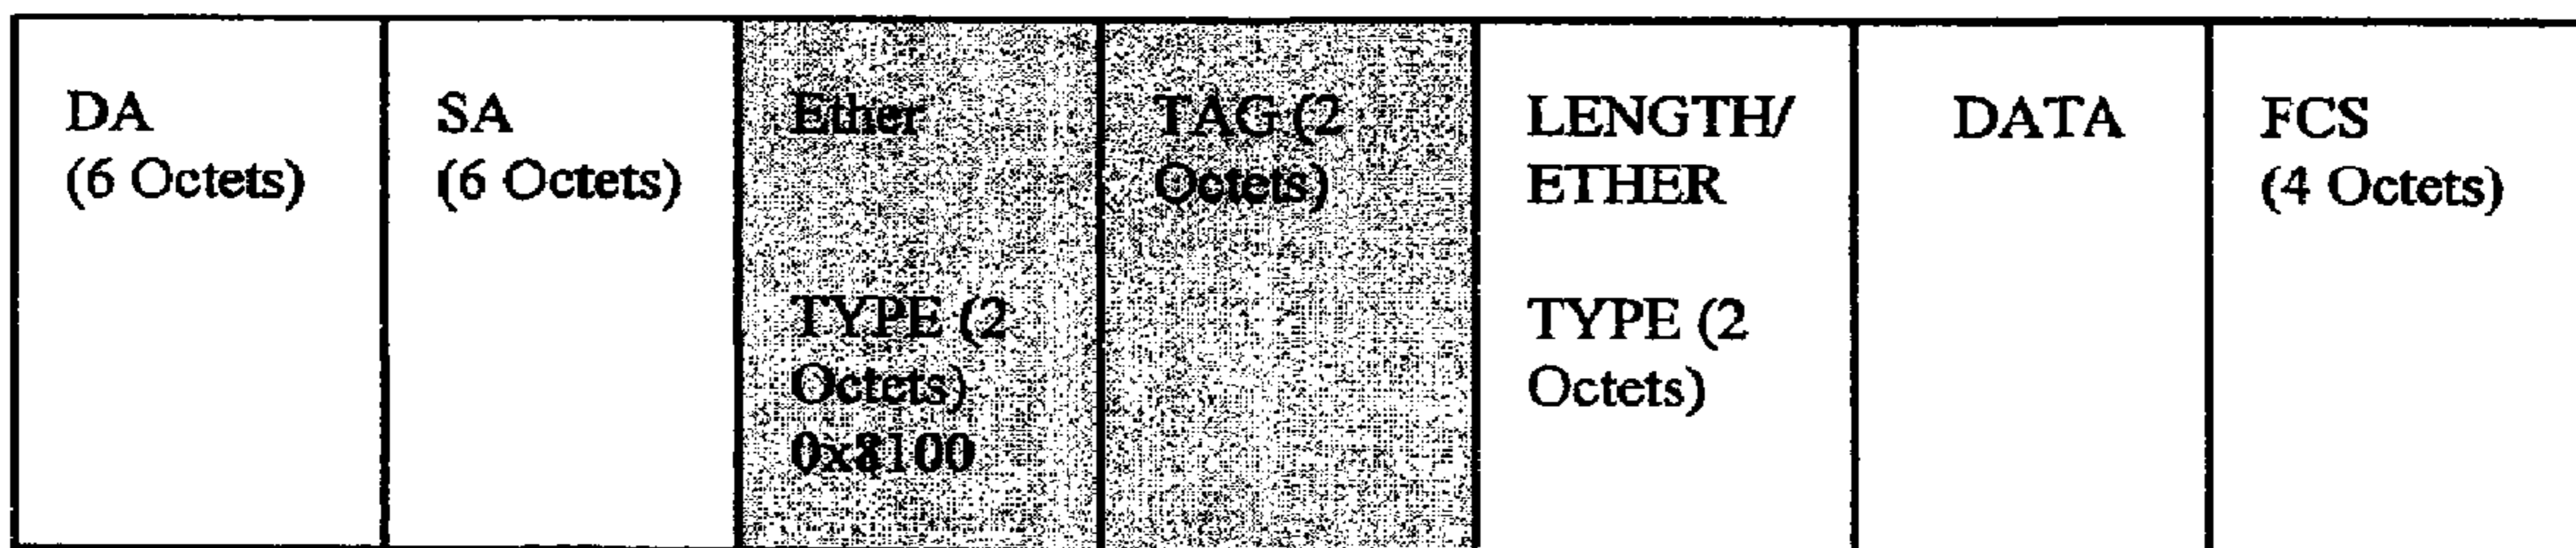 DA
(6 Octets)
SA
(6 Octets)
Ether
TYPE (2
Octets)
0x8100
TAG (2
Octets)
LENGTH/
ETHER
TYPE (2
Octets)
DATA
FCS
(4 Octets)